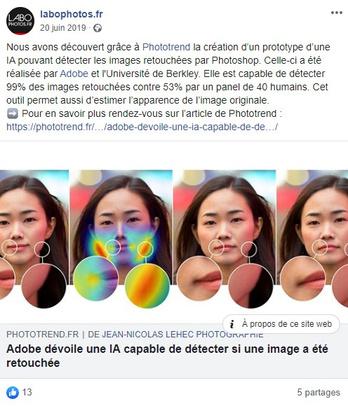 LABO
PHOTOS.FR
labophotos.fr
...
20 juin 2019 ·
Nous avons découvert grâce à Phototrend la création d'un prototype d'une
IA pouvant détecter les images retouchées par Photoshop. Celle-ci a été
réalisée par Adobe et l'Université de Berkley. Elle est capable de détecter
99% des images retouchées contre 53% par un panel de 40 humains. Cet
outil permet aussi d'estimer l'apparence de l'image originale.
➡ Pour en savoir plus rendez-vous sur l'article de Phototrend :
https://phototrend.fr/…/adobe-devoile-une-ia-capable-de-de…/
i À propos de ce site web
PHOTOTREND.FR | DE JEAN-NICOLAS LEHEC PHOTOGRAPHIE
Adobe dévoile une IA capable de détecter si une image a été
retouchée
13
5 partages